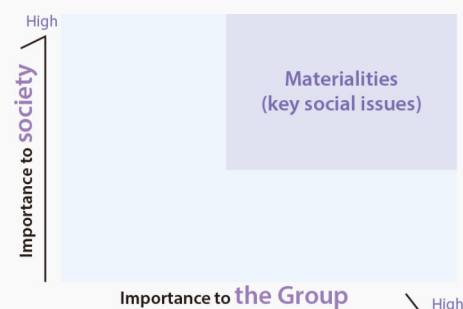 High
Importance to society
Materialities
(key social issues)
Importance to the Group
High